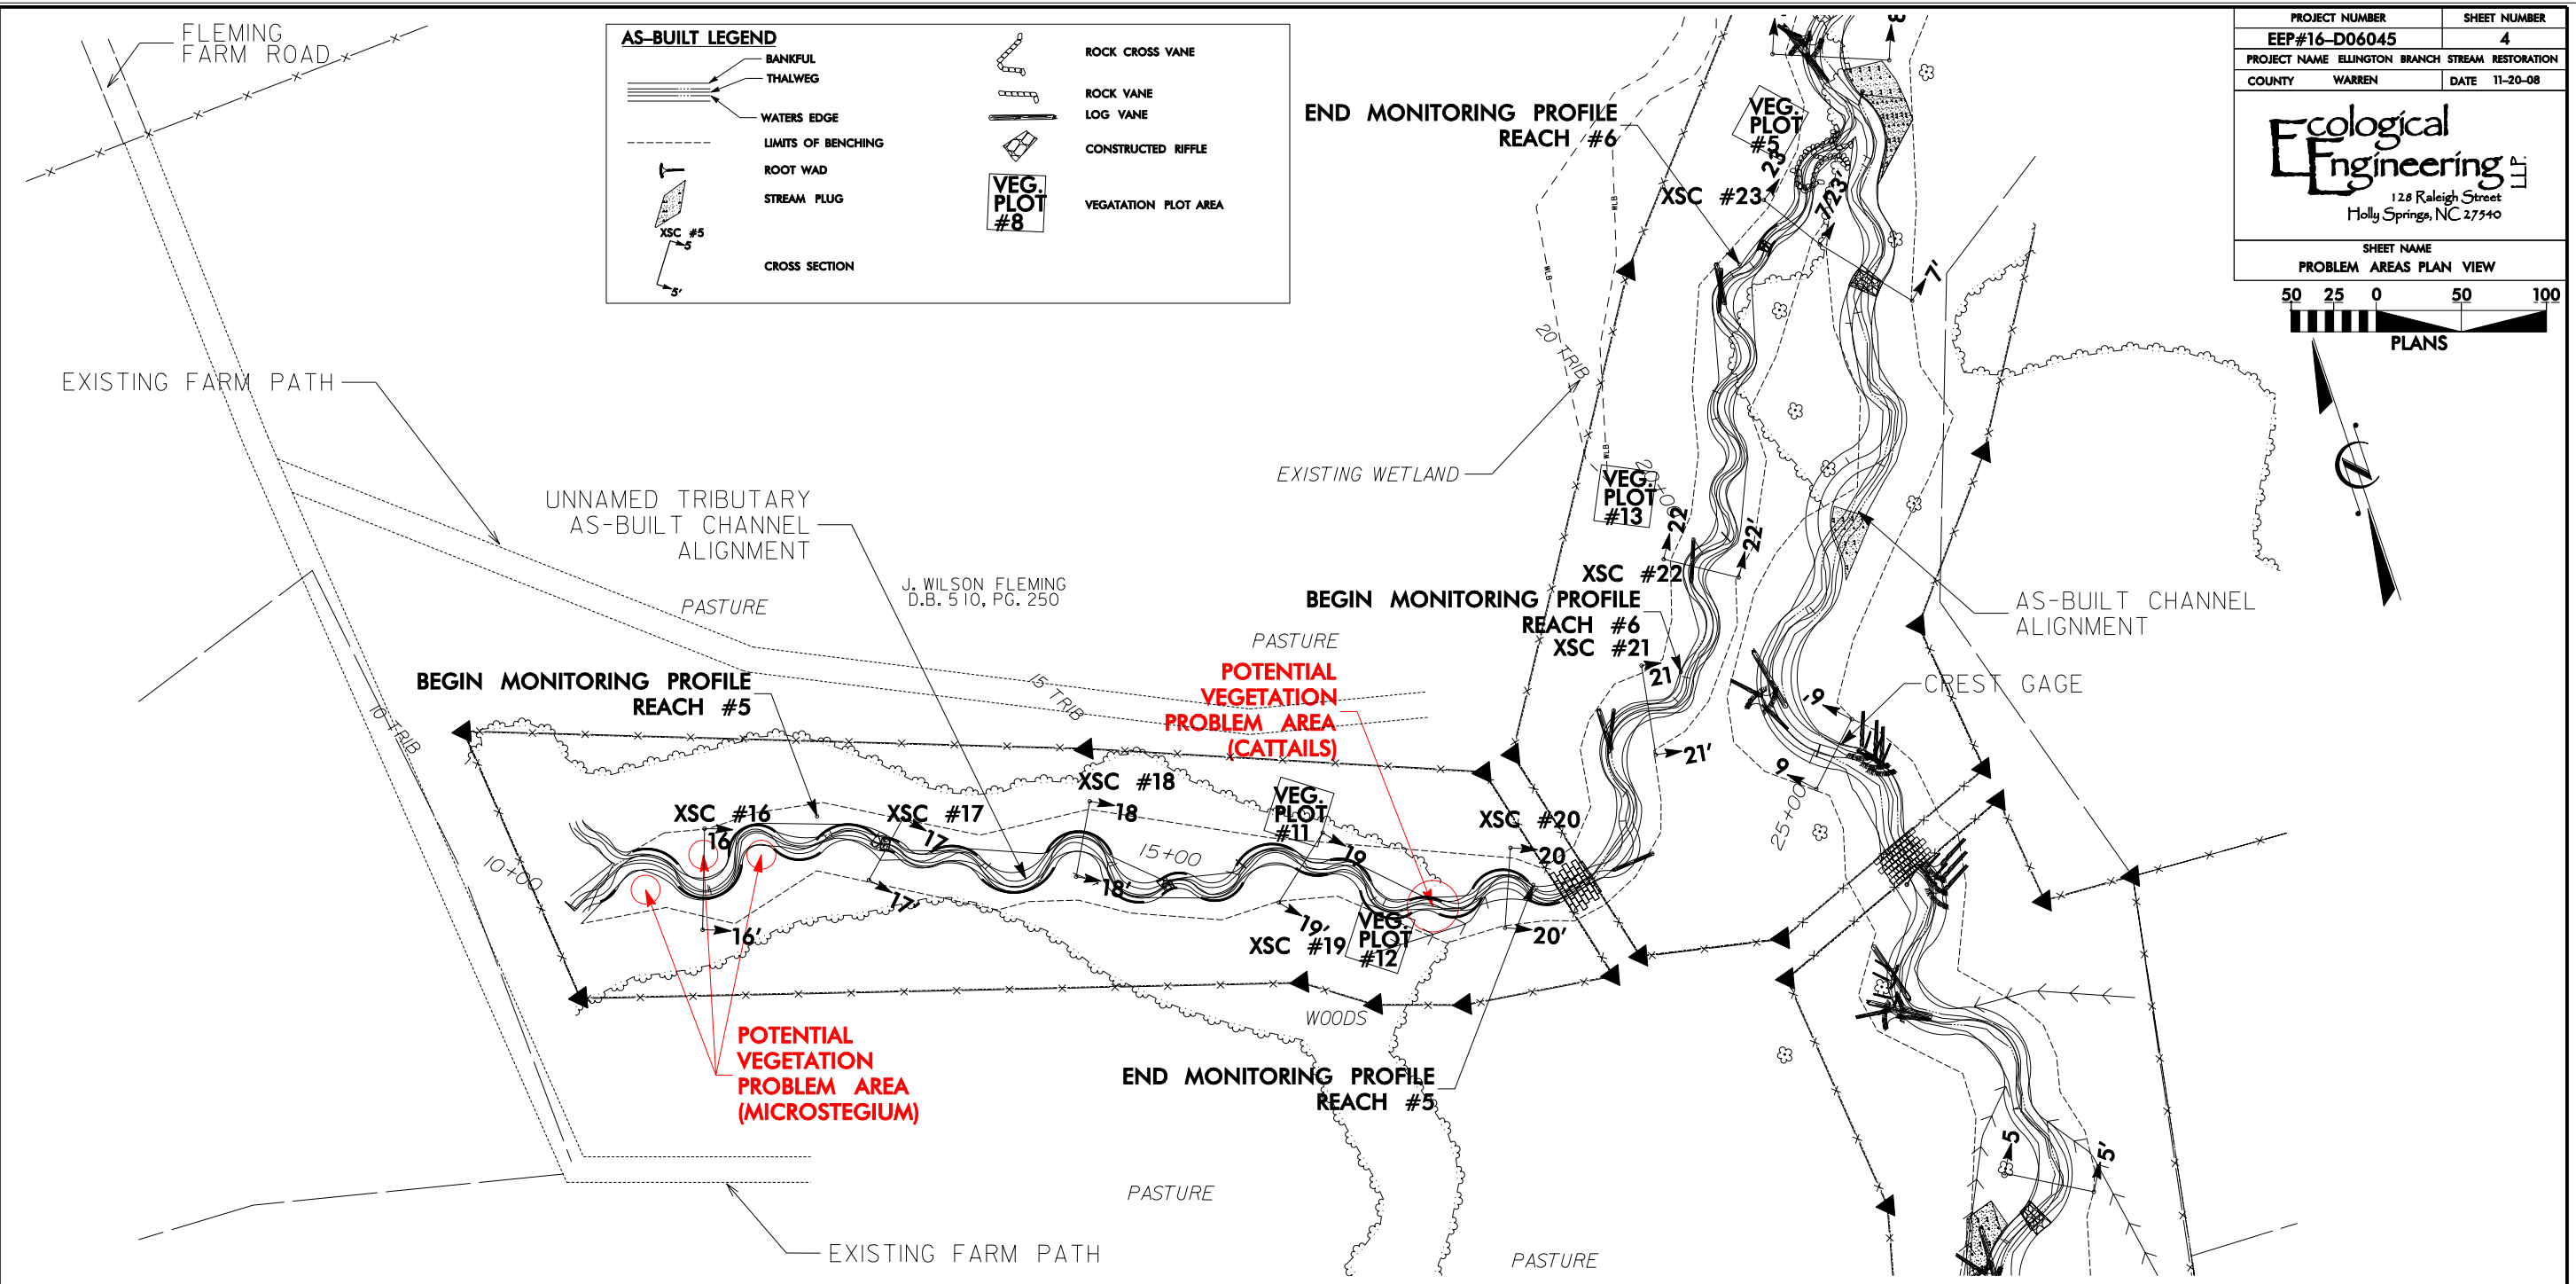 FLEMING
FARM ROAD
AS-BUILT LEGEND
BANKFUL
THALWEG
WATERS EDGE
LIMITS OF BENCHING
ROOT WAD
STREAM PLUG
XSC #5
5
5'
CROSS SECTION
ROCK CROSS VANE
ROCK VANE
LOG VANE
CONSTRUCTED RIFFLE
VEG.
PLOT
#8
VEGATATION PLOT AREA
PROJECT NUMBER
SHEET NUMBER
EEP#16-D06045
4
PROJECT NAME ELLINGTON BRANCH STREAM RESTORATION
COUNTY WARREN
DATE 11-20-08
Ecological
Engineering LLP.
128 Raleigh Street
Holly Springs, NC 27540
SHEET NAME
PROBLEM AREAS PLAN VIEW
50 25 0 50 100
PLANS
END MONITORING PROFILE
REACH #6
VEG.
PLOT
#5
23
XSC #23
7/23'
7'
WLB
WLB
WLB
20 TRIB
EXISTING FARM PATH
EXISTING WETLAND
VEG.
PLOT
#13
20+00
22
22'
XSC #22
UNNAMED TRIBUTARY
AS-BUILT CHANNEL
ALIGNMENT
J. WILSON FLEMING
D.B. 510, PG. 250
PASTURE
PASTURE
BEGIN MONITORING PROFILE
REACH #6
XSC #21
21
21'
AS-BUILT CHANNEL
ALIGNMENT
CREST GAGE
9'
9
25+00
POTENTIAL
VEGETATION
PROBLEM AREA
(CATTAILS)
BEGIN MONITORING PROFILE
REACH #5
15 TRIB
10 TRIB
10+00
XSC #16
16
16'
XSC #17
17
17'
XSC #18
18
18'
15+00
VEG.
PLOT
#11
19
19'
XSC #19
VEG.
PLOT
#12
XSC #20
20
20'
WOODS
POTENTIAL
VEGETATION
PROBLEM AREA
(MICROSTEGIUM)
END MONITORING PROFILE
REACH #5
5
5'
PASTURE
EXISTING FARM PATH
PASTURE